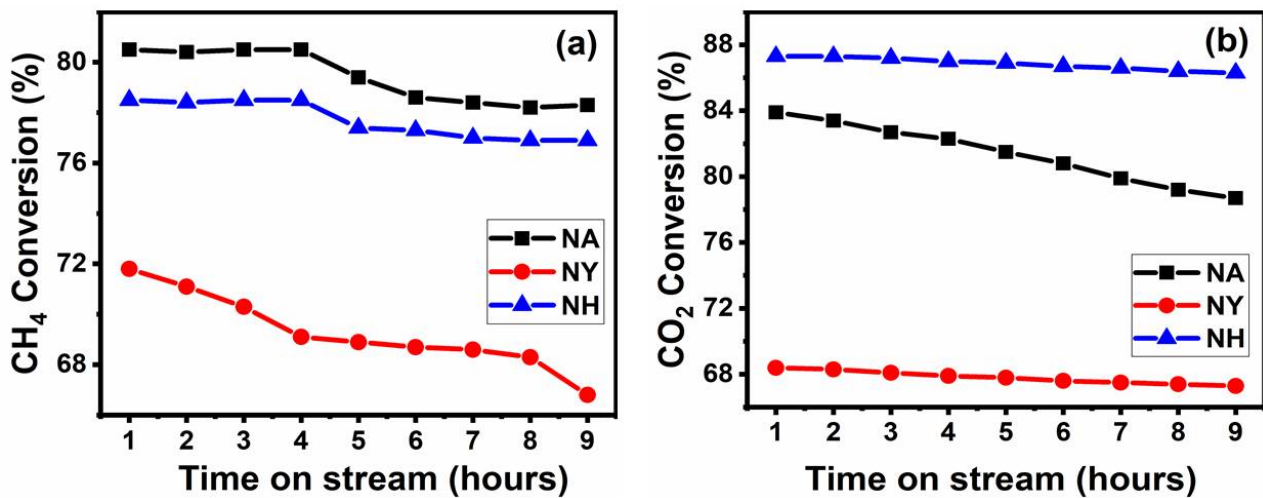 (a)
CH4 Conversion (%)
80
76
72
68
NA
NY
NH
1 2 3 4 5 6 7 8 9
Time on stream (hours)
(b)
CO2 Conversion (%)
88
84
80
76
72
68
NA
NY
NH
1 2 3 4 5 6 7 8 9
Time on stream (hours)